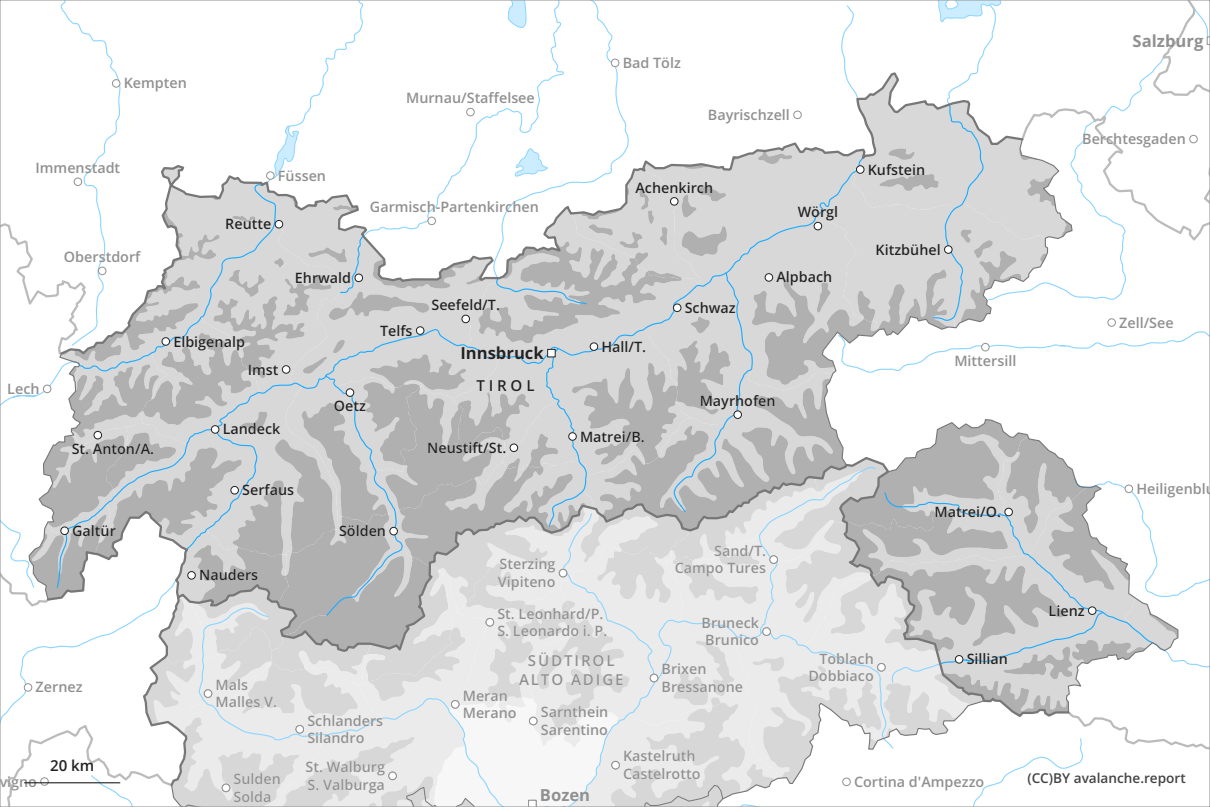 Salzburg
Kempten
Bad Tölz
Murnau/Staffelsee
Bayrischzell
Berchtesgaden
Immenstadt
Füssen
Kufstein
Achenkirch
Garmisch-Partenkirchen
Wörgl
Reutte
Kitzbühel
Oberstdorf
Ehrwald
Alpbach
Seefeld/T.
Schwaz
Telfs
Zell/See
Elbigenalp
Innsbruck
Hall/T.
Mittersill
Imst
TIROL
Lech
Oetz
Mayrhofen
Landeck
Matrei/B.
St. Anton/A.
Neustift/St.
Serfaus
Heiligenblu
Matrei/O.
Galtür
Sölden
Sand/T.
Campo Tures
Sterzing
Vipiteno
Nauders
St. Leonhard/P.
S. Leonardo i. P.
Lienz
Bruneck
Brunico
SÜDTIROL
ALTO ADIGE
Toblach
Dobbiaco
Sillian
Brixen
Bressanone
Zernez
Mals
Malles V.
Meran
Merano
Sarnthein
Sarentino
Schlanders
Silandro
Kastelruth
Castelrotto
St. Walburg
S. Valburga
20 km
vigno
Sulden
Solda
Cortina d'Ampezzo
(CC)BY avalanche.report
Bozen